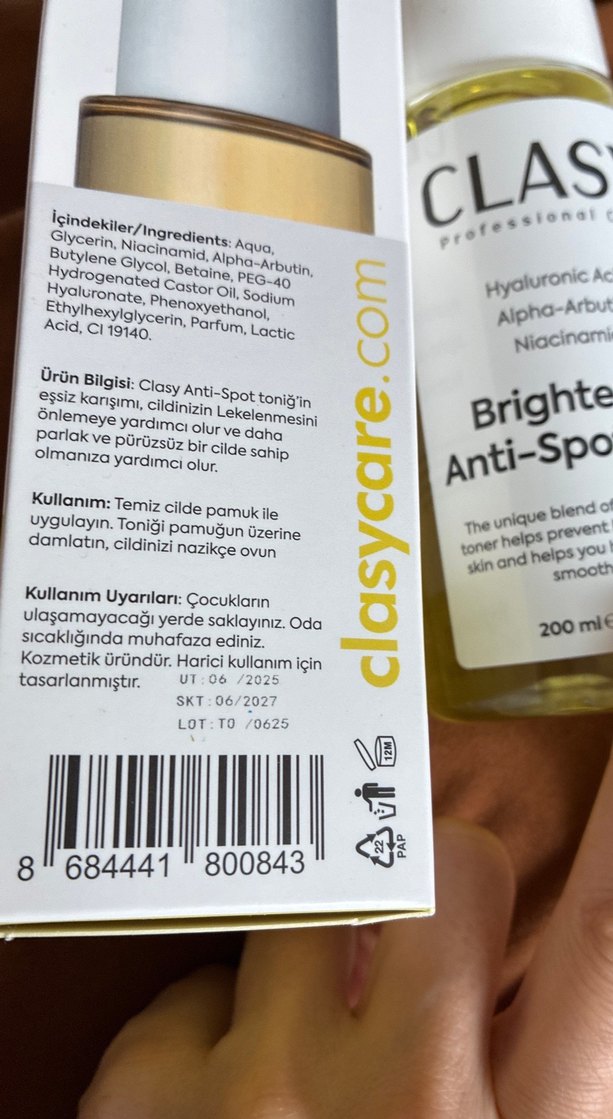 İçindekiler/Ingredients: Aqua,
Glycerin, Niacinamid, Alpha-Arbutin,
Butylene Glycol, Betaine, PEG-40
Hydrogenated Castor Oil, Sodium
Hyaluronate, Phenoxyethanol,
Ethylhexylglycerin, Parfum, Lactic
Acid, CI 19140.
Ürün Bilgisi: Clasy Anti-Spot toniğ'in
eşsiz karışımı, cildinizin Lekelenmesini
önlemeye yardımcı olur ve daha
parlak ve pürüzsüz bir cilde sahip
olmanıza yardımcı olur.
Kullanım: Temiz cilde pamuk ile
uygulayın. Toniği pamuğun üzerine
damlatın, cildinizi nazikçe ovun
Kullanım Uyarıları: Çocukların
ulaşamayacağı yerde saklayınız. Oda
sıcaklığında muhafaza ediniz.
Kozmetik üründür. Harici kullanım için
tasarlanmıştır.
UT:06 /2025
SKT:06/2027
LOT:TO /0625
8 684441 800843
clasycare.com
12M
22
PAP
CLAS
professional
Hyaluronic Ac
Alpha-Arbu
Niacinami
Brighte
Anti-Spo
The unique blend of
toner helps prevent
skin and helps you
smooth
200 ml e